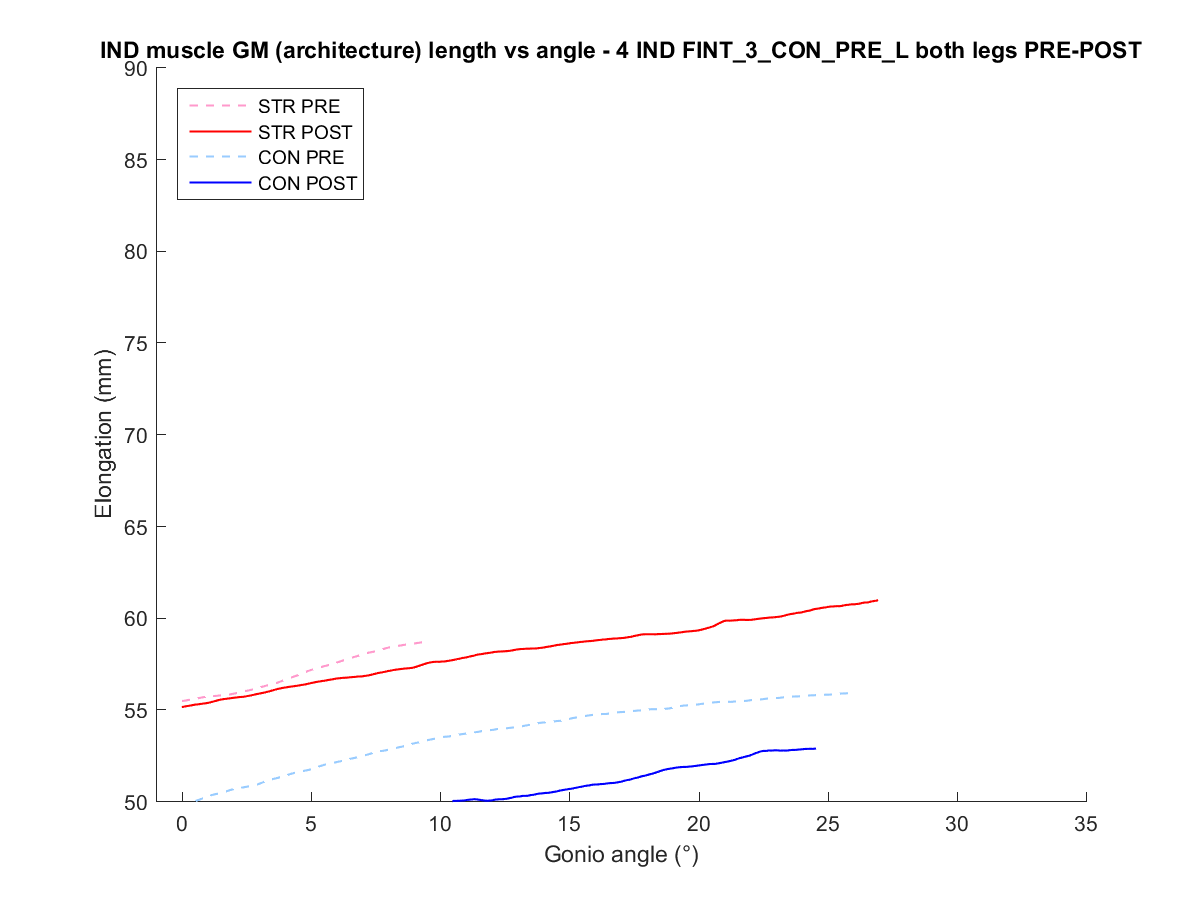 IND muscle GM (architecture) length vs angle - 4 IND FINT_3_CON_PRE_L both legs PRE-POST
STR PRE
STR POST
CON PRE
CON POST
90
85
80
75
70
65
60
55
50
Elongation (mm)
0 5 10 15 20 25 30 35
Gonio angle (°)